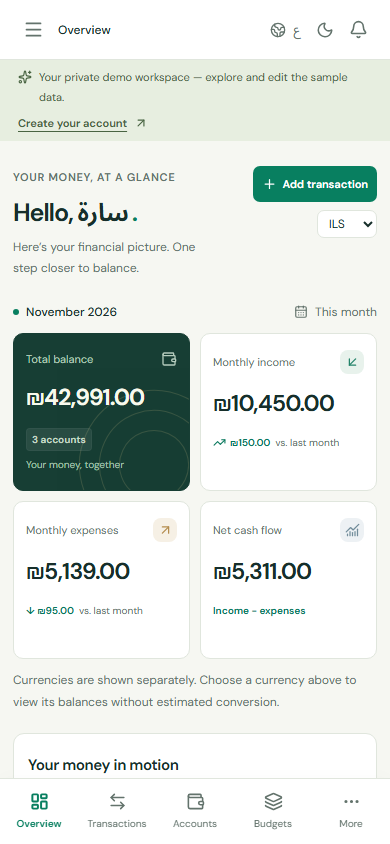 Overview
ع
Your private demo workspace — explore and edit the sample
data.
Create your account
YOUR MONEY, AT A GLANCE
Add transaction
Hello, سارة.
ILS
Here's your financial picture. One
step closer to balance.
November 2026
This month
Total balance
₪42,991.00
3 accounts
Your money, together
Monthly income
₪10,450.00
₪150.00 vs. last month
Monthly expenses
₪5,139.00
₪95.00 vs. last month
Net cash flow
₪5,311.00
Income − expenses
Currencies are shown separately. Choose a currency above to
view its balances without estimated conversion.
Your money in motion
Overview
Transactions
Accounts
Budgets
More